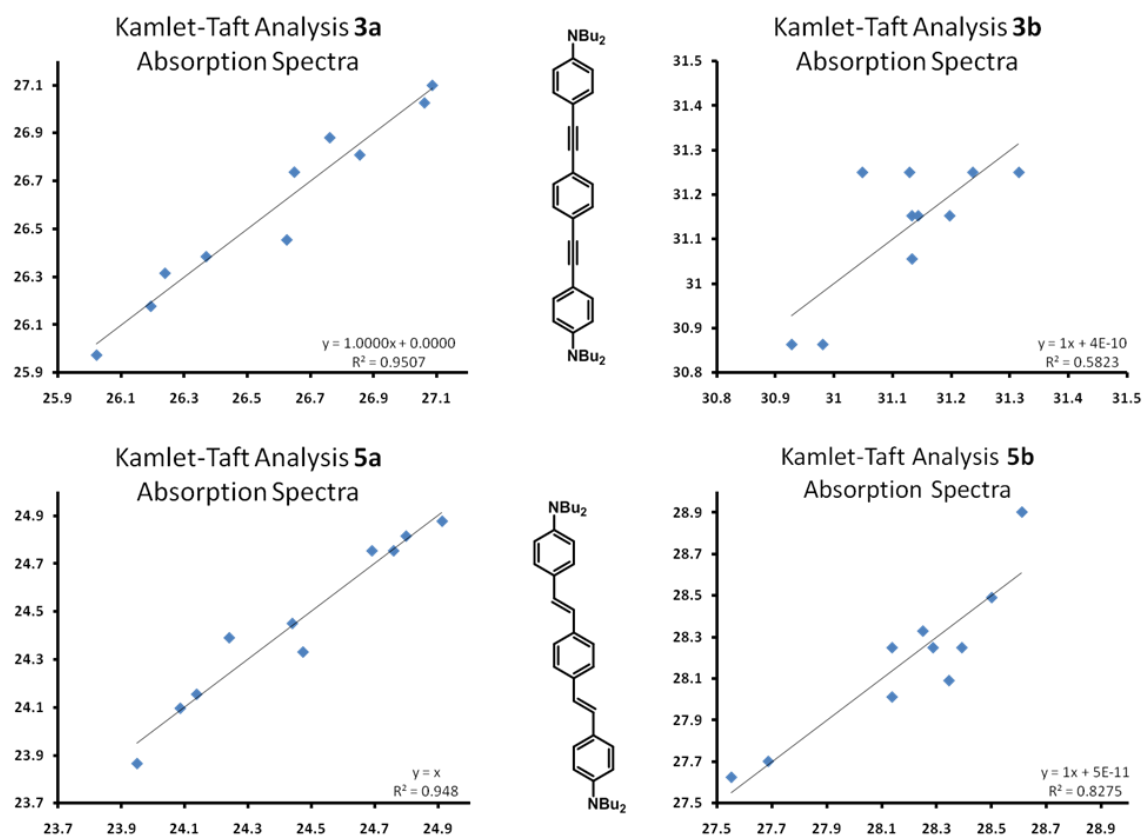 Kamlet-Taft Analysis 3a
Absorption Spectra
27.1
26.9
26.7
26.5
26.3
26.1
25.9
y = 1.0000x + 0.0000
R² = 0.9507
25.9 26.1 26.3 26.5 26.7 26.9 27.1
NBu2
NBu2
Kamlet-Taft Analysis 3b
Absorption Spectra
31.5
31.4
31.3
31.2
31.1
31
30.9
30.8
y = 1x + 4E-10
R² = 0.5823
30.8 30.9 31 31.1 31.2 31.3 31.4 31.5
Kamlet-Taft Analysis 5a
Absorption Spectra
24.9
24.7
24.5
24.3
24.1
23.9
23.7
y = x
R² = 0.948
23.7 23.9 24.1 24.3 24.5 24.7 24.9
NBu2
NBu2
Kamlet-Taft Analysis 5b
Absorption Spectra
28.9
28.7
28.5
28.3
28.1
27.9
27.7
27.5
y = 1x + 5E-11
R² = 0.8275
27.5 27.7 27.9 28.1 28.3 28.5 28.7 28.9